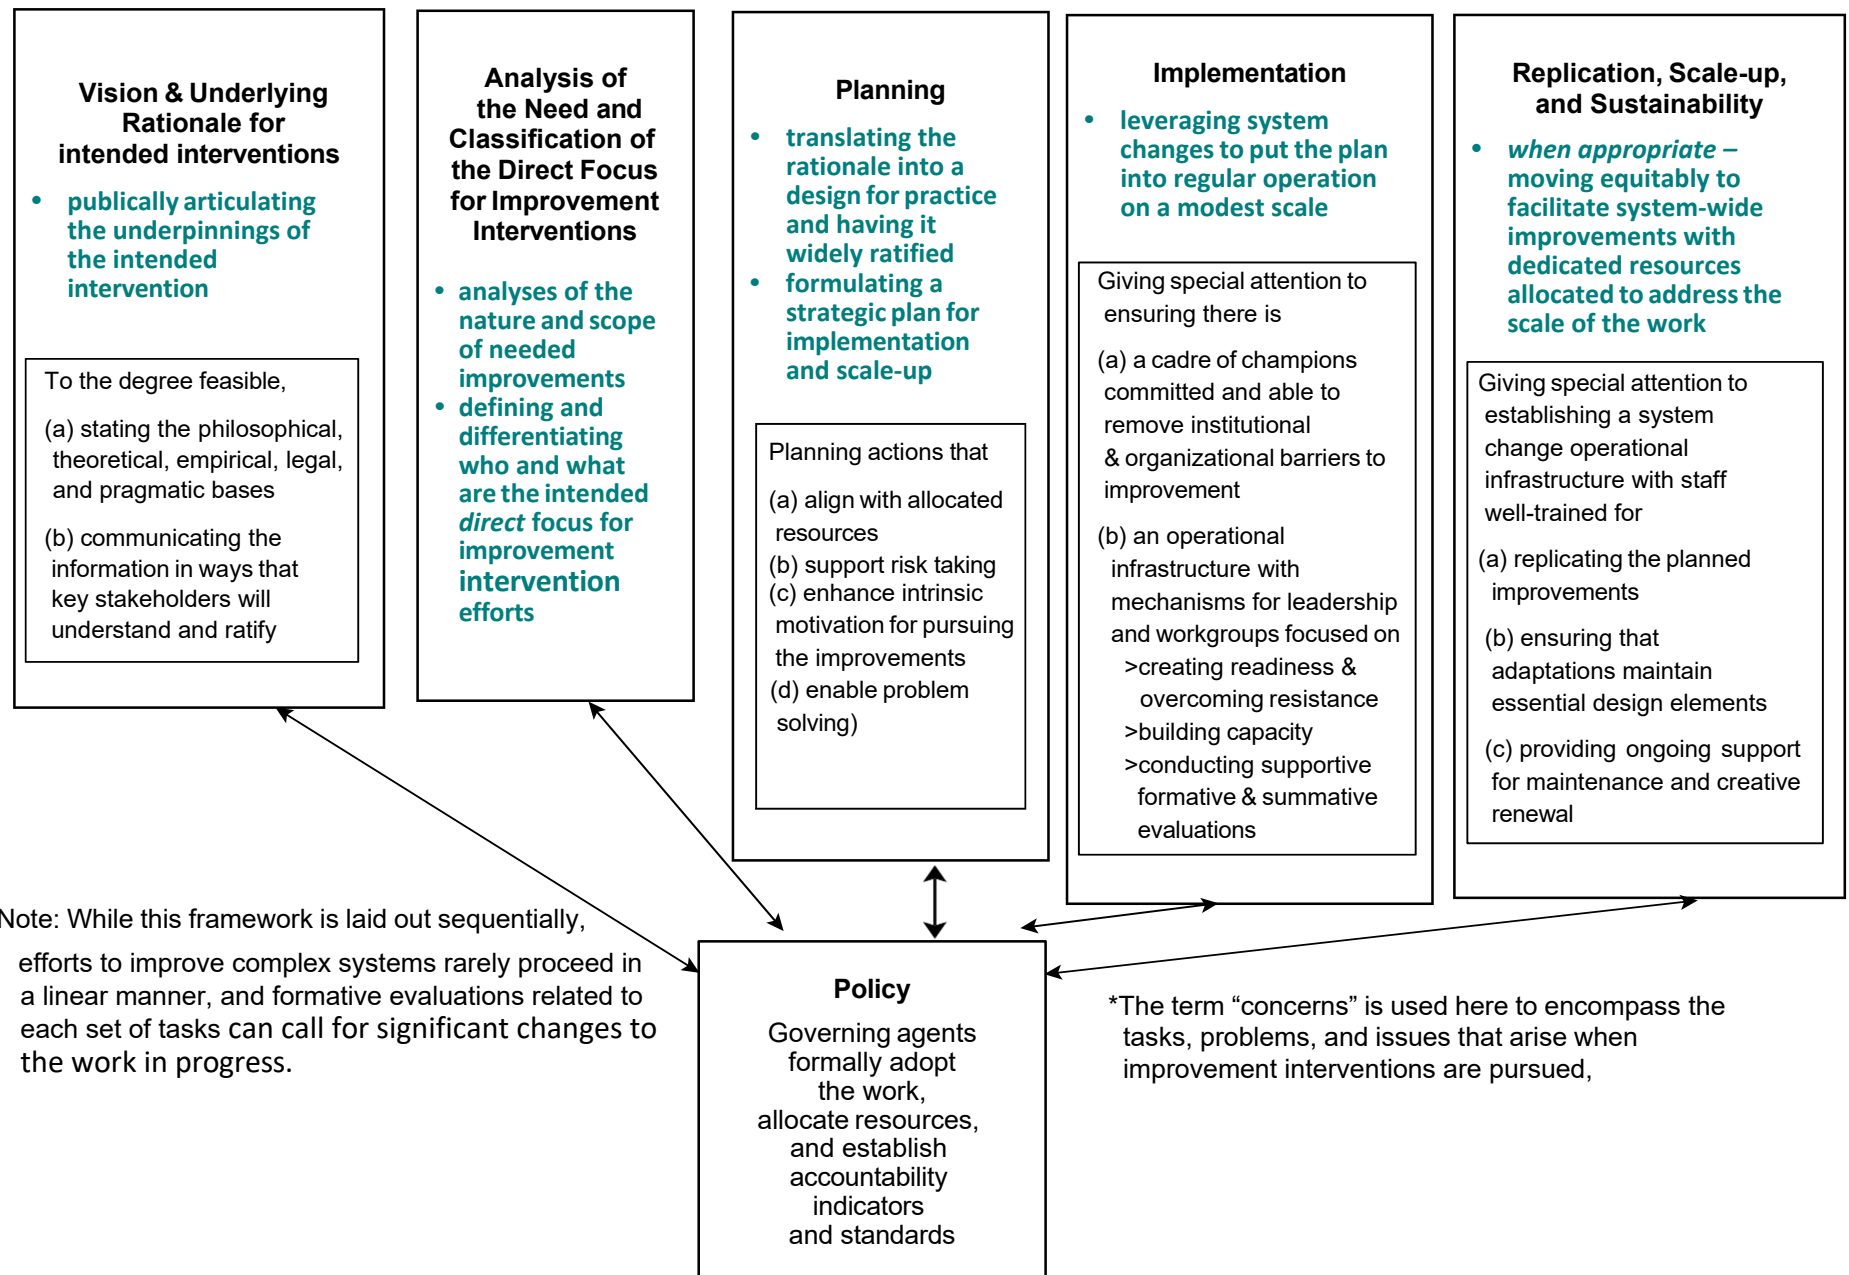 Vision & Underlying
Rationale for
intended interventions
• publically articulating
the underpinnings of
the intended
intervention
To the degree feasible,
(a) stating the philosophical,
theoretical, empirical, legal,
and pragmatic bases
(b) communicating the
information in ways that
key stakeholders will
understand and ratify
Analysis of
the Need and
Classification of
the Direct Focus
for Improvement
Interventions
• analyses of the
nature and scope
of needed
improvements
• defining and
differentiating
who and what
are the intended
direct focus for
improvement
intervention
efforts
Planning
• translating the
rationale into a
design for practice
and having it
widely ratified
• formulating a
strategic plan for
implementation
and scale-up
Planning actions that
(a) align with allocated
resources
(b) support risk taking
(c) enhance intrinsic
motivation for pursuing
the improvements
(d) enable problem
solving)
Implementation
• leveraging system
changes to put the plan
into regular operation
on a modest scale
Giving special attention to
ensuring there is
(a) a cadre of champions
committed and able to
remove institutional
& organizational barriers to
improvement
(b) an operational
infrastructure with
mechanisms for leadership
and workgroups focused on
>creating readiness &
overcoming resistance
>building capacity
>conducting supportive
formative & summative
evaluations
Replication, Scale-up,
and Sustainability
• when appropriate –
moving equitably to
facilitate system-wide
improvements with
dedicated resources
allocated to address the
scale of the work
Giving special attention to
establishing a system
change operational
infrastructure with staff
well-trained for
(a) replicating the planned
improvements
(b) ensuring that
adaptations maintain
essential design elements
(c) providing ongoing support
for maintenance and creative
renewal
Note: While this framework is laid out sequentially,
efforts to improve complex systems rarely proceed in
a linear manner, and formative evaluations related to
each set of tasks can call for significant changes to
the work in progress.
Policy
Governing agents
formally adopt
the work,
allocate resources,
and establish
accountability
indicators
and standards
*The term “concerns” is used here to encompass the
tasks, problems, and issues that arise when
improvement interventions are pursued,